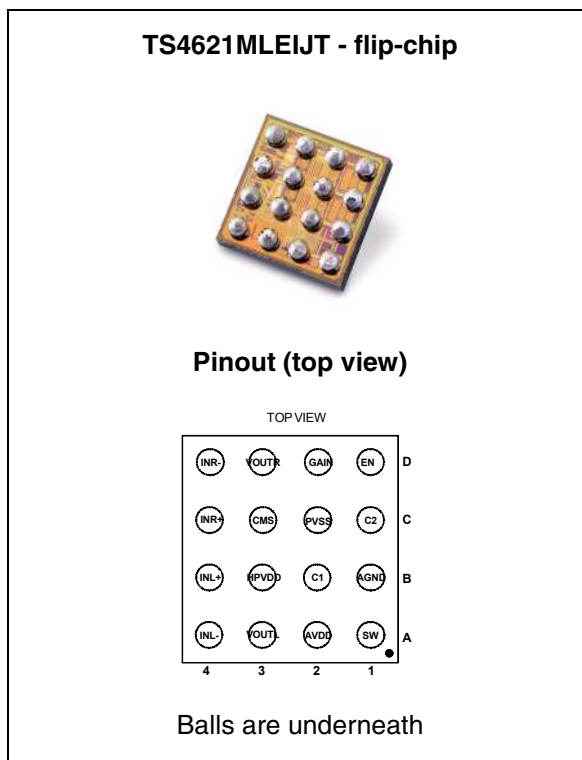 TS4621MLEIJT - flip-chip
Pinout (top view)
TOP VIEW
INR- VOUTR GAIN EN D
INR+ CMS PVSS C2 C
INL+ HPVDD C1 AGND B
INL- VOUTL AVDD SW A
4 3 2 1
Balls are underneath